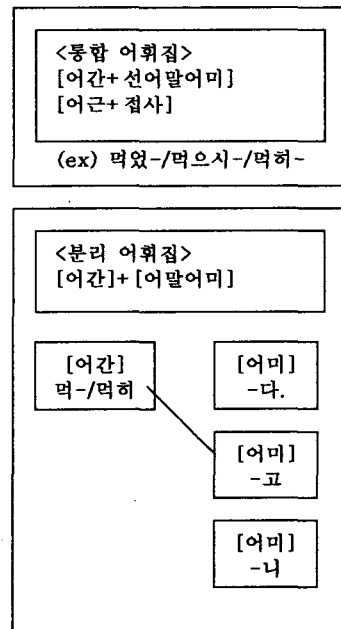 <통합 어휘집>
[어간+ 선어말어미]
[어근+ 접사]
(ex) 먹었-/먹으시-/먹히-
<분리 어휘집>
[어간]+[어말어미]
[어간]
먹-/먹히
[어미]
-다.
[어미]
-고
[어미]
-니